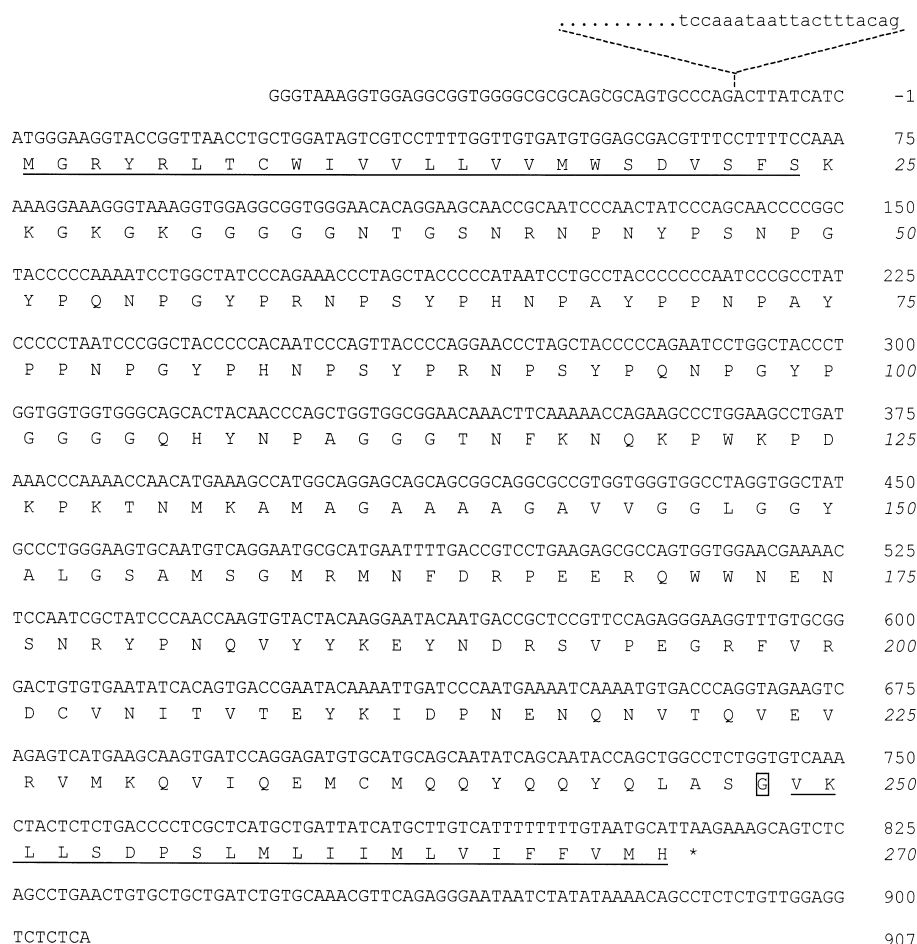 ...........tccaaataattactttacag
GGGTAAAGGTGGAGGCGGTGGGGCGCGCAGCGCAGTGCCCAGACTTATCATC -1
ATGGGAAGGTACCGGTTAACCTGCTGGATAGTCGTCCTTTTGGTTGTGATGTGGAGCGACGTTTCCTTTTCCAAA 75
M G R Y R L T C W I V V L L V V M W S D V S F S K 25
AAAGGAAAGGGTAAAGGTGGAGGCGGTGGGAACACAGGAAGCAACCGCAATCCCAACTATCCCAGCAACCCCGGC 150
K G K G K G G G G G N T G S N R N P N Y P S N P G 50
TACCCCCAAAATCCTGGCTATCCCAGAAACCCTAGCTACCCCCATAATCCTGCCTACCCCCCCAATCCCGCCTAT 225
Y P Q N P G Y P R N P S Y P H N P A Y P P N P A Y 75
CCCCCTAATCCCGGCTACCCCCACAATCCCAGTTACCCCAGGAACCCTAGCTACCCCCAGAATCCTGGCTACCCT 300
P P N P G Y P H N P S Y P R N P S Y P Q N P G Y P 100
GGTGGTGGTGGGCAGCACTACAACCCAGCTGGTGGCGGAACAAACTTCAAAAACCAGAAGCCCTGGAAGCCTGAT 375
G G G G Q H Y N P A G G G T N F K N Q K P W K P D 125
AAACCCAAAACCAACATGAAAGCCATGGCAGGAGCAGCAGCGGCAGGCGCCGTGGTGGGTGGCCTAGGTGGCTAT 450
K P K T N M K A M A G A A A A G A V V G G L G G Y 150
GCCCTGGGAAGTGCAATGTCAGGAATGCGCATGAATTTTGACCGTCCTGAAGAGCGCCAGTGGTGGAACGAAAAC 525
A L G S A M S G M R M N F D R P E E R Q W W N E N 175
TCCAATCGCTATCCCAACCAAGTGTACTACAAGGAATACAATGACCGCTCCGTTCCAGAGGGAAGGTTTGTGCGG 600
S N R Y P N Q V Y Y K E Y N D R S V P E G R F V R 200
GACTGTGTGAATATCACAGTGACCGAATACAAAATTGATCCCAATGAAAATCAAAATGTGACCCAGGTAGAAGTC 675
D C V N I T V T E Y K I D P N E N Q N V T Q V E V 225
AGAGTCATGAAGCAAGTGATCCAGGAGATGTGCATGCAGCAATATCAGCAATACCAGCTGGCCTCTGGTGTCAAA 750
R V M K Q V I Q E M C M Q Q Y Q Q Y Q L A S G V K 250
CTACTCTCTGACCCCTCGCTCATGCTGATTATCATGCTTGTCATTTTTTTTGTAATGCATTAAGAAAGCAGTCTC 825
L L S D P S L M L I I M L V I F F V M H * 270
AGCCTGAACTGTGCTGCTGATCTGTGCAAACGTTCAGAGGGAATAATCTATATAAAACAGCCTCTCTGTTGGAGG 900
TCTCTCA 907